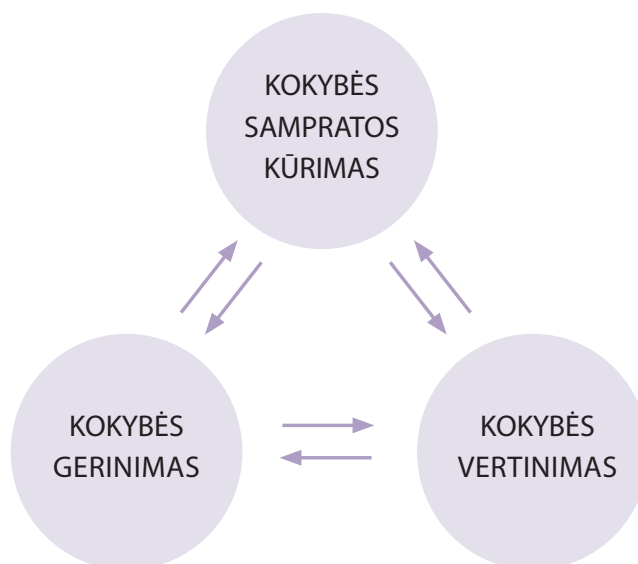 KOKYBĖS
SAMPRATOS
KŪRIMAS
KOKYBĖS
GERINIMAS
KOKYBĖS
VERTINIMAS